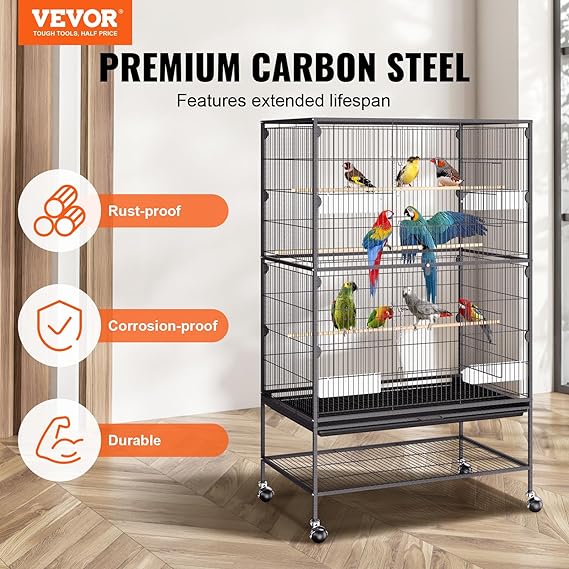 VEVOR®
TOUGH TOOLS, HALF PRICE
PREMIUM CARBON STEEL
Features extended lifespan
Rust-proof
Corrosion-proof
Durable